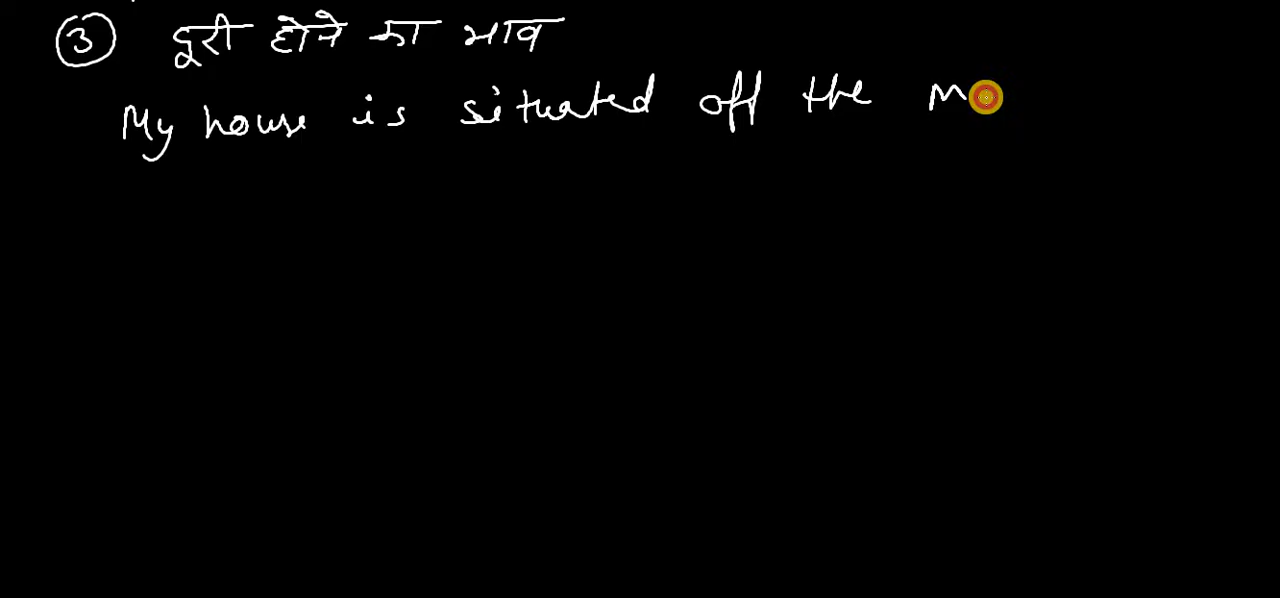 3 दूरी होने का भाव
My house is situated off the m